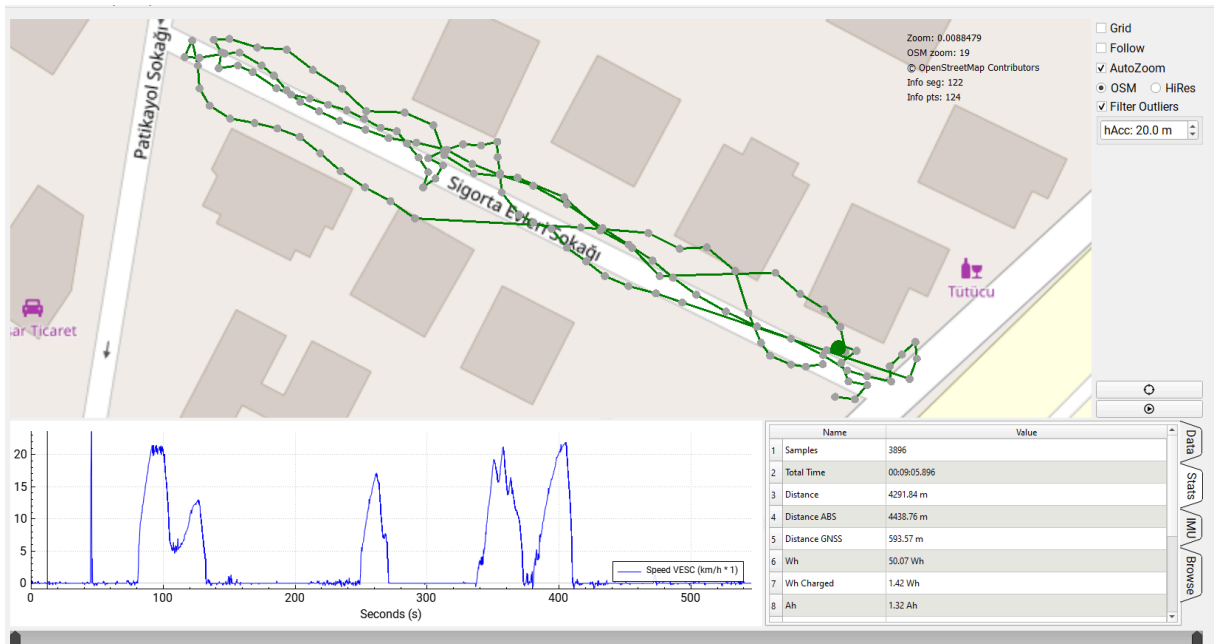 Patikayol Sokağı
Sigorta Evleri Sokağı
Tütücü
şar Ticaret
Zoom: 0.0088479
OSM zoom: 19
© OpenStreetMap Contributors
Info seg: 122
Info pts: 124
Grid
Follow
AutoZoom
OSM HiRes
Filter Outliers
hAcc: 20.0 m
20
15
10
5
0
0 100 200 300 400 500
Seconds (s)
Speed VESC (km/h * 1)
Name Value
1 Samples 3896
2 Total Time 00:09:05.896
3 Distance 4291.84 m
4 Distance ABS 4438.76 m
5 Distance GNSS 593.57 m
6 Wh 50.07 Wh
7 Wh Charged 1.42 Wh
8 Ah 1.32 Ah
Data
Stats
IMU
Browse